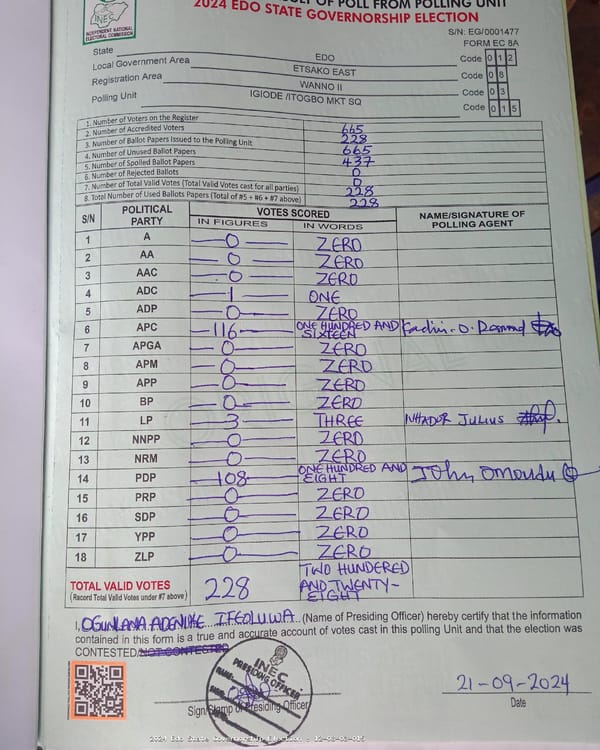 INDEPENDENT NATIONAL
ELECTORAL COMMISSION
OF POLL FROM POLLING UNIT
2024 EDO STATE GOVERNORSHIP ELECTION
S/N: EG/0001477
FORM EC 8A
State EDO Code 0 1 2
Local Government Area ETSAKO EAST Code 0 8
Registration Area WANNO II Code 0 3
Polling Unit IGIODE /ITOGBO MKT SQ Code 0 1 5
1. Number of Voters on the Register 665
2. Number of Accredited Voters 228
3. Number of Ballot Papers Issued to the Polling Unit 665
4. Number of Unused Ballot Papers 437
5. Number of Spoiled Ballot Papers 0
6. Number of Rejected Ballots 0
7. Number of Total Valid Votes (Total Valid Votes cast for all parties) 228
8. Total Number of Used Ballots Papers (Total of #5 + #6 + #7 above) 228
S/N POLITICAL PARTY VOTES SCORED NAME/SIGNATURE OF POLLING AGENT
IN FIGURES IN WORDS
1 A 0 ZERO
2 AA 0 ZERO
3 AAC 0 ZERO
4 ADC 1 ONE
5 ADP 0 ZERO
6 APC 116 ONE HUNDRED AND SIXTEEN
7 APGA 0 ZERO
8 APM 0 ZERO
9 APP 0 ZERO
10 BP 0 ZERO
11 LP 3 THREE JULIUS
12 NNPP 0 ZERO
13 NRM 0 ZERO
14 PDP 108 ONE HUNDRED AND EIGHT John
15 PRP 0 ZERO
16 SDP 0 ZERO
17 YPP 0 ZERO
18 ZLP 0 ZERO
TOTAL VALID VOTES 228 TWO HUNDRED AND TWENTY-EIGHT
(Record Total Valid Votes under #7 above)
I, OGUNLANA ADENIKE IFEOLUWA (Name of Presiding Officer) hereby certify that the information
contained in this form is a true and accurate account of votes cast in this polling Unit and that the election was
CONTESTED/NOT CONTESTED
INEC
PRESIDING OFFICER
21-09-2024
Sign/Stamp of Presiding Officer Date
2024 Edo State Governorship Election : 12-08-03-015